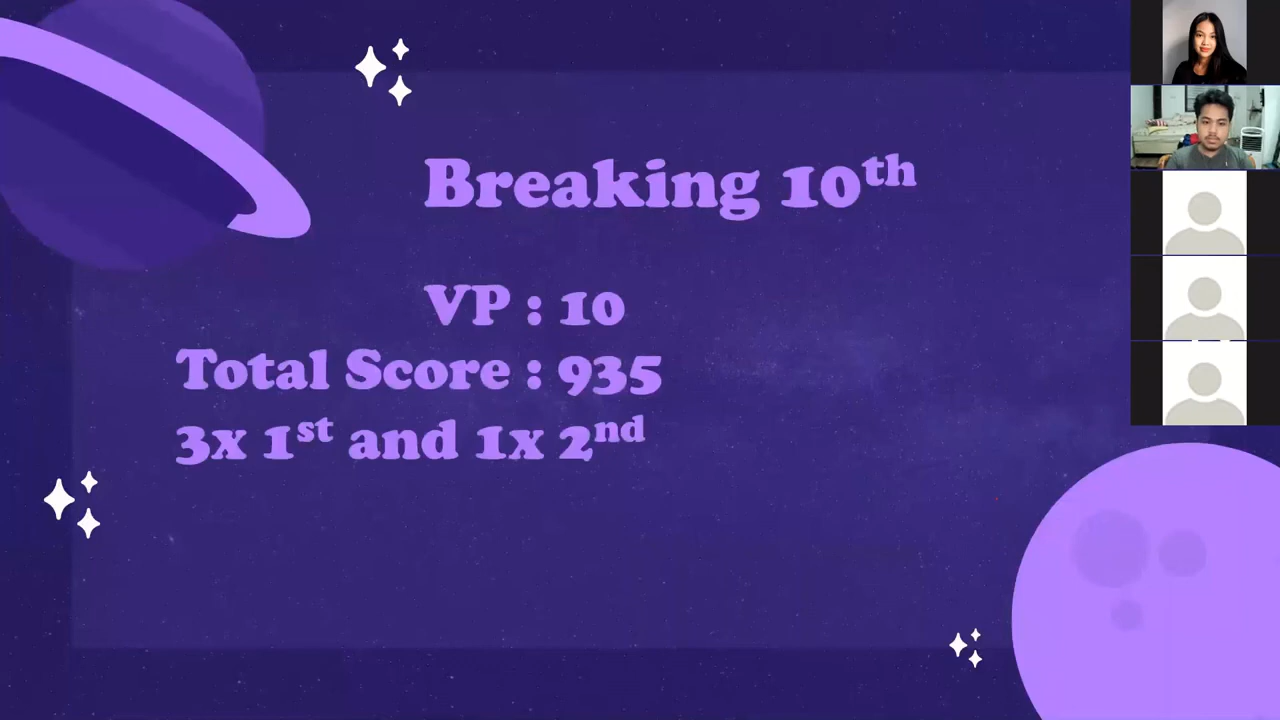 Breaking 10th
VP : 10
Total Score : 935
3x 1st and 1x 2nd